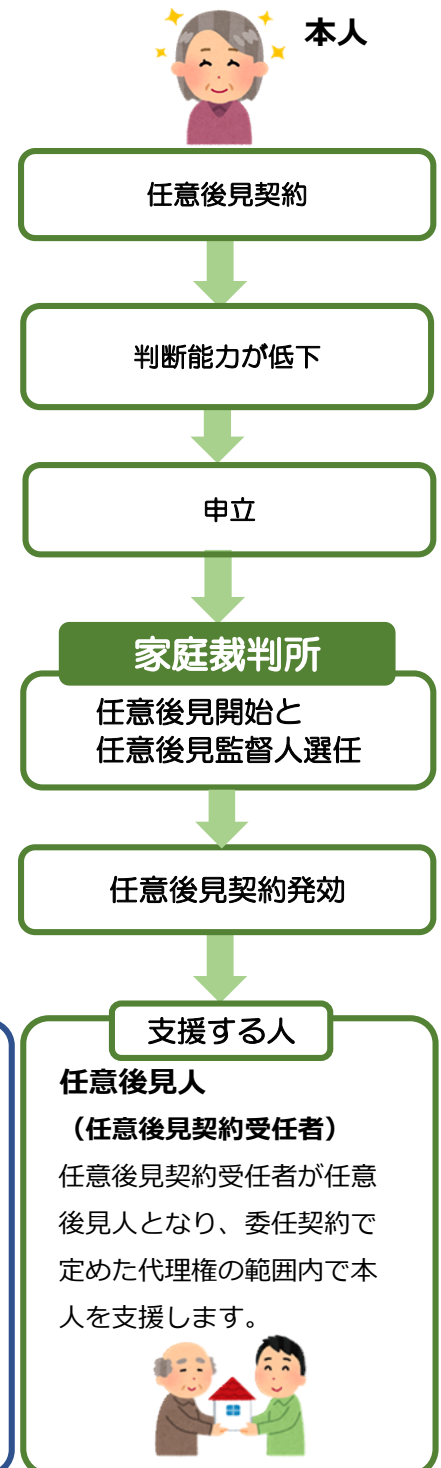 本人
任意後見契約
判断能力が低下
申立
家庭裁判所
任意後見開始と
任意後見監督人選任
任意後見契約発効
支援する人
任意後見人
（任意後見契約受任者）
任意後見契約受任者が任意
後見人となり、委任契約で
定めた代理権の範囲内で本
人を支援します。